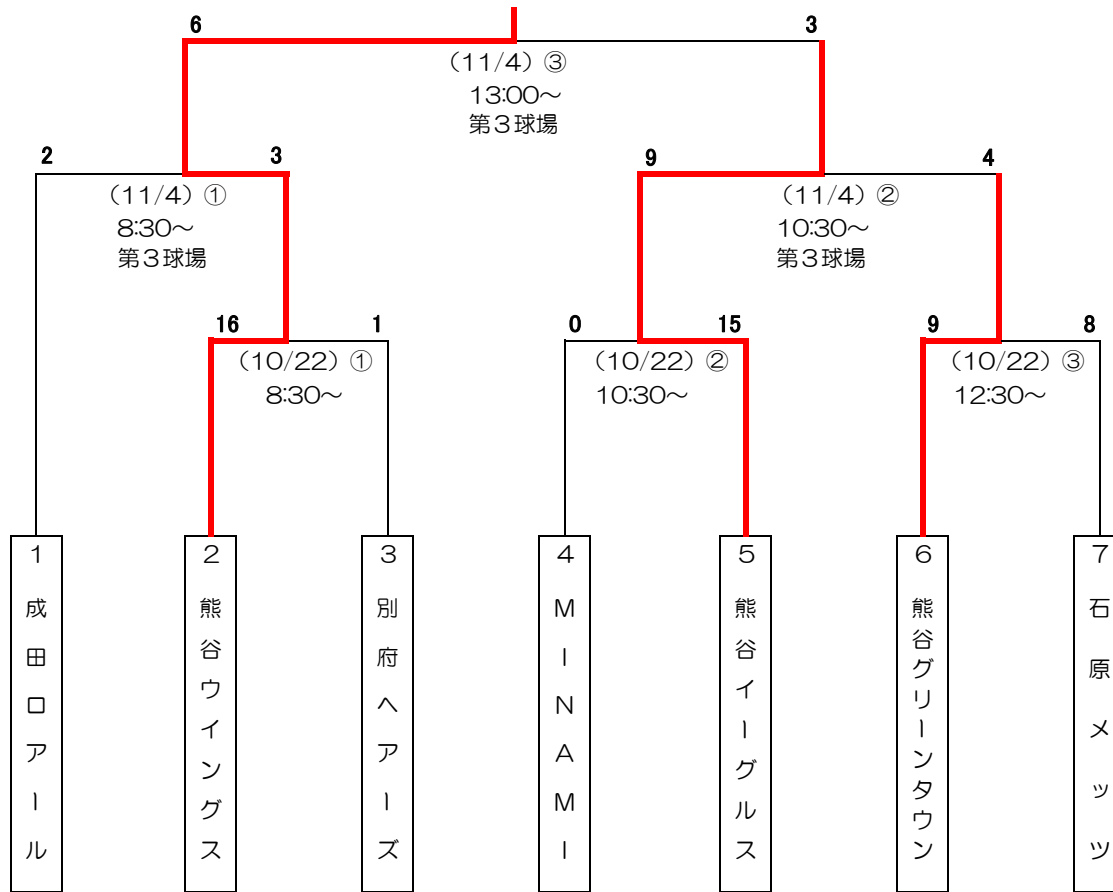 6
3
（11/4）③
13:00～
第３球場
2
3
9
4
（11/4）①
8:30～
第３球場
（11/4）②
10:30～
第３球場
16
1
0
15
9
8
（10/22）①
8:30～
（10/22）②
10:30～
（10/22）③
12:30～
１ 成田ロアール
２ 熊谷ウイングス
３ 別府ヘアーズ
４ ＭＩＮＡＭＩ
５ 熊谷イーグルス
６ 熊谷グリーンタウン
７ 石原メッツ